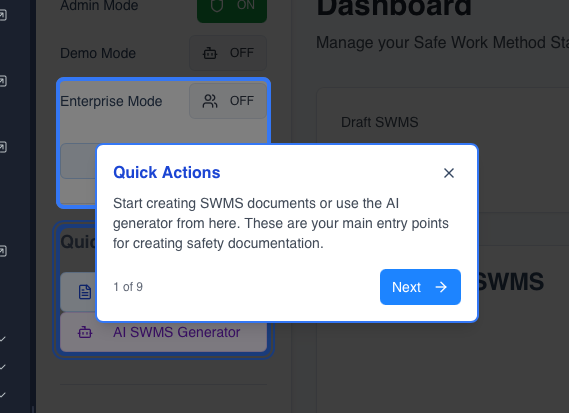 Admin Mode
ON
Dashboard
Manage your Safe Work Method
Demo Mode
OFF
Enterprise Mode
OFF
Draft SWMS
Quick Actions
Start creating SWMS documents or use the AI
generator from here. These are your main entry points
for creating safety documentation.
1 of 9
Next
SWMS
AI SWMS Generator